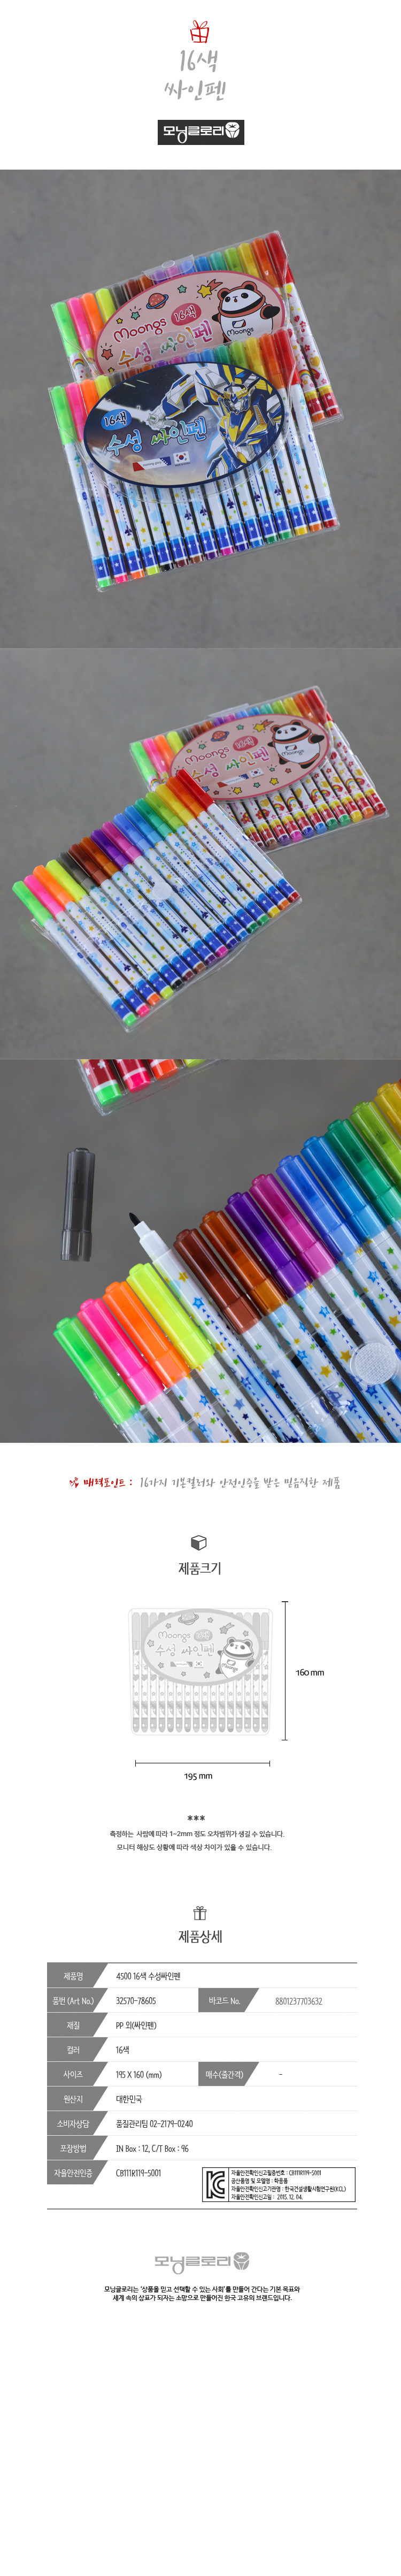 16색
싸인펜
모닝글로리
Moongs 16색
수성 싸인펜
Moongs
16색
수성 싸인펜
Moongs 16색
수성 싸인펜
Moongs
매력포인트 : 16가지 기본컬러와 안전인증을 받은 믿음직한 제품
제품크기
Moongs
수성 싸인펜
160 mm
195 mm
***
측정하는 사람에 따라 1~2mm 정도 오차범위가 생길 수 있습니다.
모니터 해상도 상황에 따라 색상 차이가 있을 수 있습니다.
제품상세
제품명 4500 16색 수성싸인펜
품번 (Art No.) 32570-78605 바코드 No. 8801237703632
재질 PP 외(싸인펜)
컬러 16색
사이즈 195 X 160 (mm) 매수(줄간격) -
원산지 대한민국
소비자상담 품질관리팀 02-2179-0240
포장방법 IN Box : 12, C/T Box : 96
자율안전인증 CB111R119-5001
자율안전확인신고필증번호 : CB111R119-5001
공산품명 및 모델명 : 학용품
자율안전확인신고기관명 : 한국건설생활시험연구원(KCL)
자율안전확인신고일 : 2015. 12. 04.
모닝글로리
모닝글로리는 '상품을 믿고 선택할 수 있는 사회'를 만들어 간다는 기본 목표와
세계 속의 상표가 되자는 소망으로 만들어진 한국 고유의 브랜드입니다.